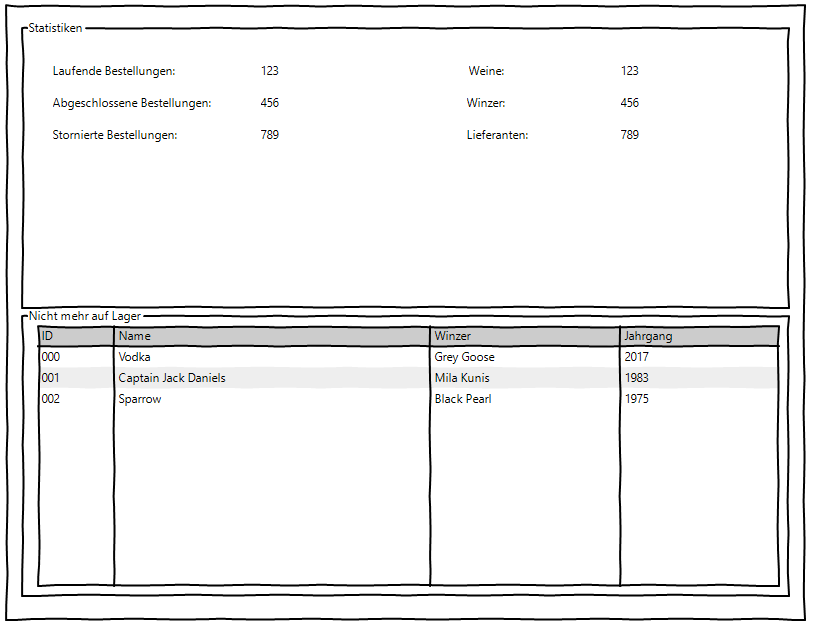 Statistiken
Laufende Bestellungen: 123 Weine: 123
Abgeschlossene Bestellungen: 456 Winzer: 456
Stornierte Bestellungen: 789 Lieferanten: 789
Nicht mehr auf Lager
ID Name Winzer Jahrgang
000 Vodka Grey Goose 2017
001 Captain Jack Daniels Mila Kunis 1983
002 Sparrow Black Pearl 1975